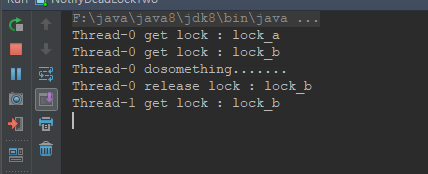 Run NotifyDeadLockTwo
F:\java\java8\jdk8\bin\java ...
Thread-0 get lock : lock_a
Thread-0 get lock : lock_b
Thread-0 dosomething.......
Thread-0 release lock : lock_b
Thread-1 get lock : lock_b